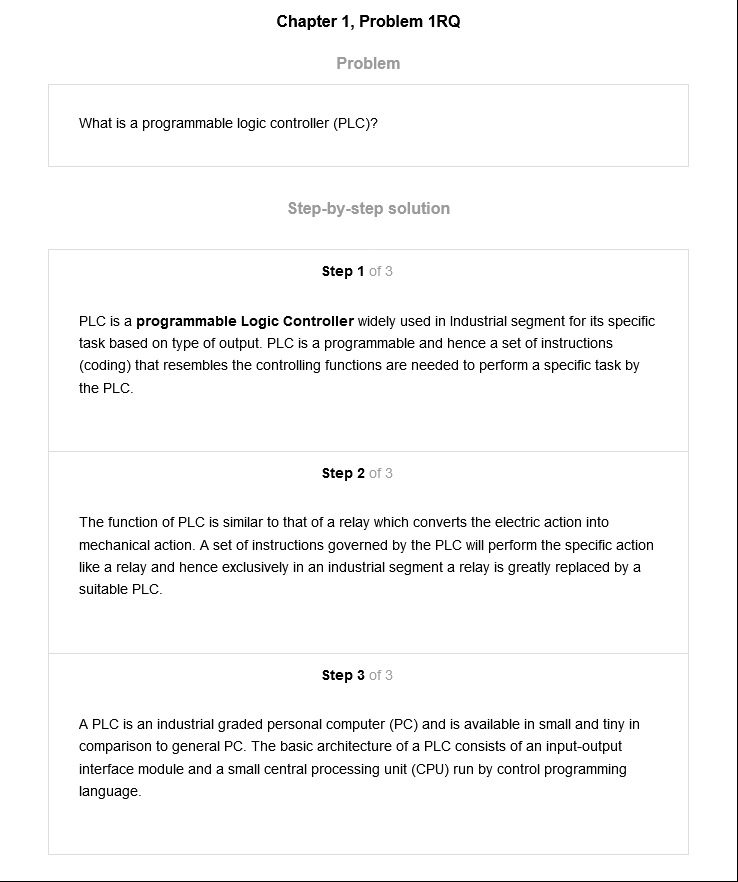 Chapter 1, Problem 1RQ
Problem
What is a programmable logic controller (PLC)?
Step-by-step solution
Step 1 of 3
PLC is a programmable Logic Controller widely used in Industrial segment for its specific
task based on type of output. PLC is a programmable and hence a set of instructions
(coding) that resembles the controlling functions are needed to perform a specific task by
the PLC.
Step 2 of 3
The function of PLC is similar to that of a relay which converts the electric action into
mechanical action. A set of instructions governed by the PLC will perform the specific action
like a relay and hence exclusively in an industrial segment a relay is greatly replaced by a
suitable PLC.
Step 3 of 3
A PLC is an industrial graded personal computer (PC) and is available in small and tiny in
comparison to general PC. The basic architecture of a PLC consists of an input-output
interface module and a small central processing unit (CPU) run by control programming
language.